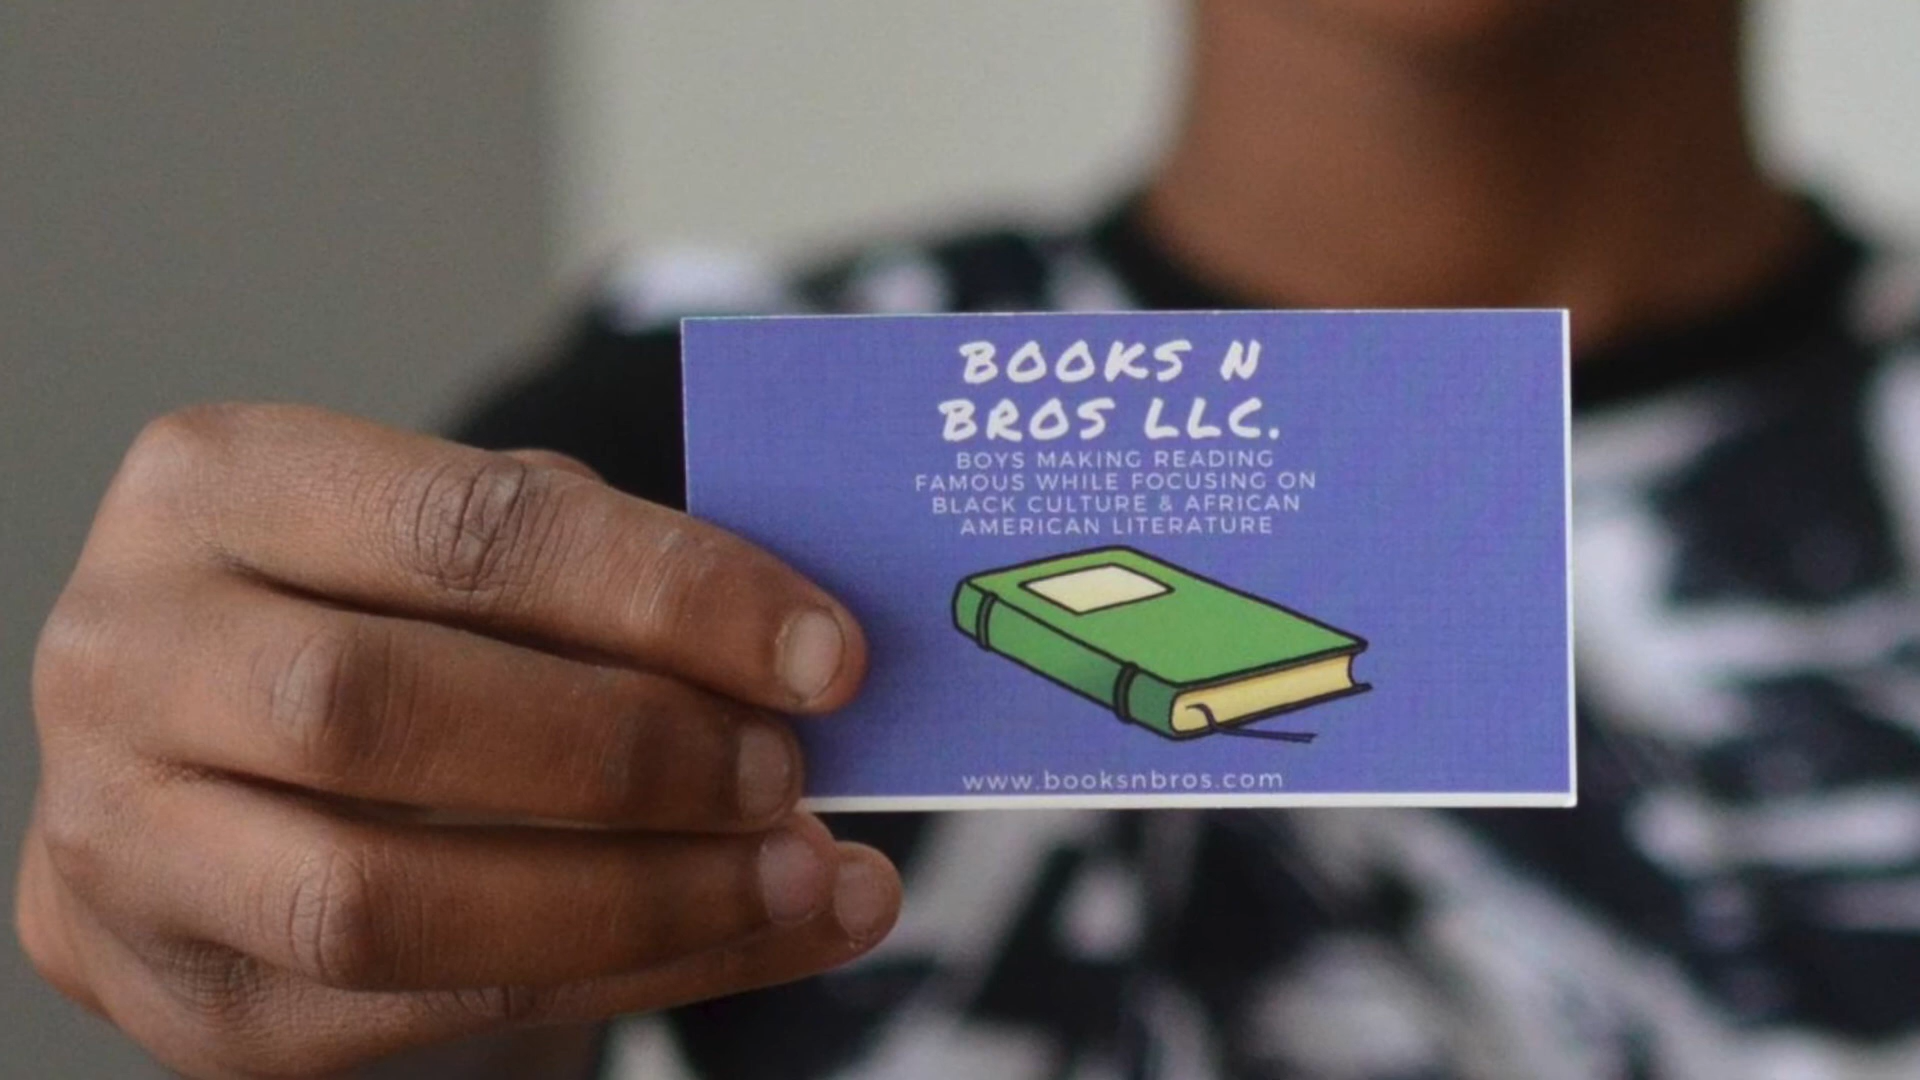 BOOKS N
BROS LLC.
BOYS MAKING READING
FAMOUS WHILE FOCUSING ON
BLACK CULTURE & AFRICAN
AMERICAN LITERATURE
www.booksnbros.com